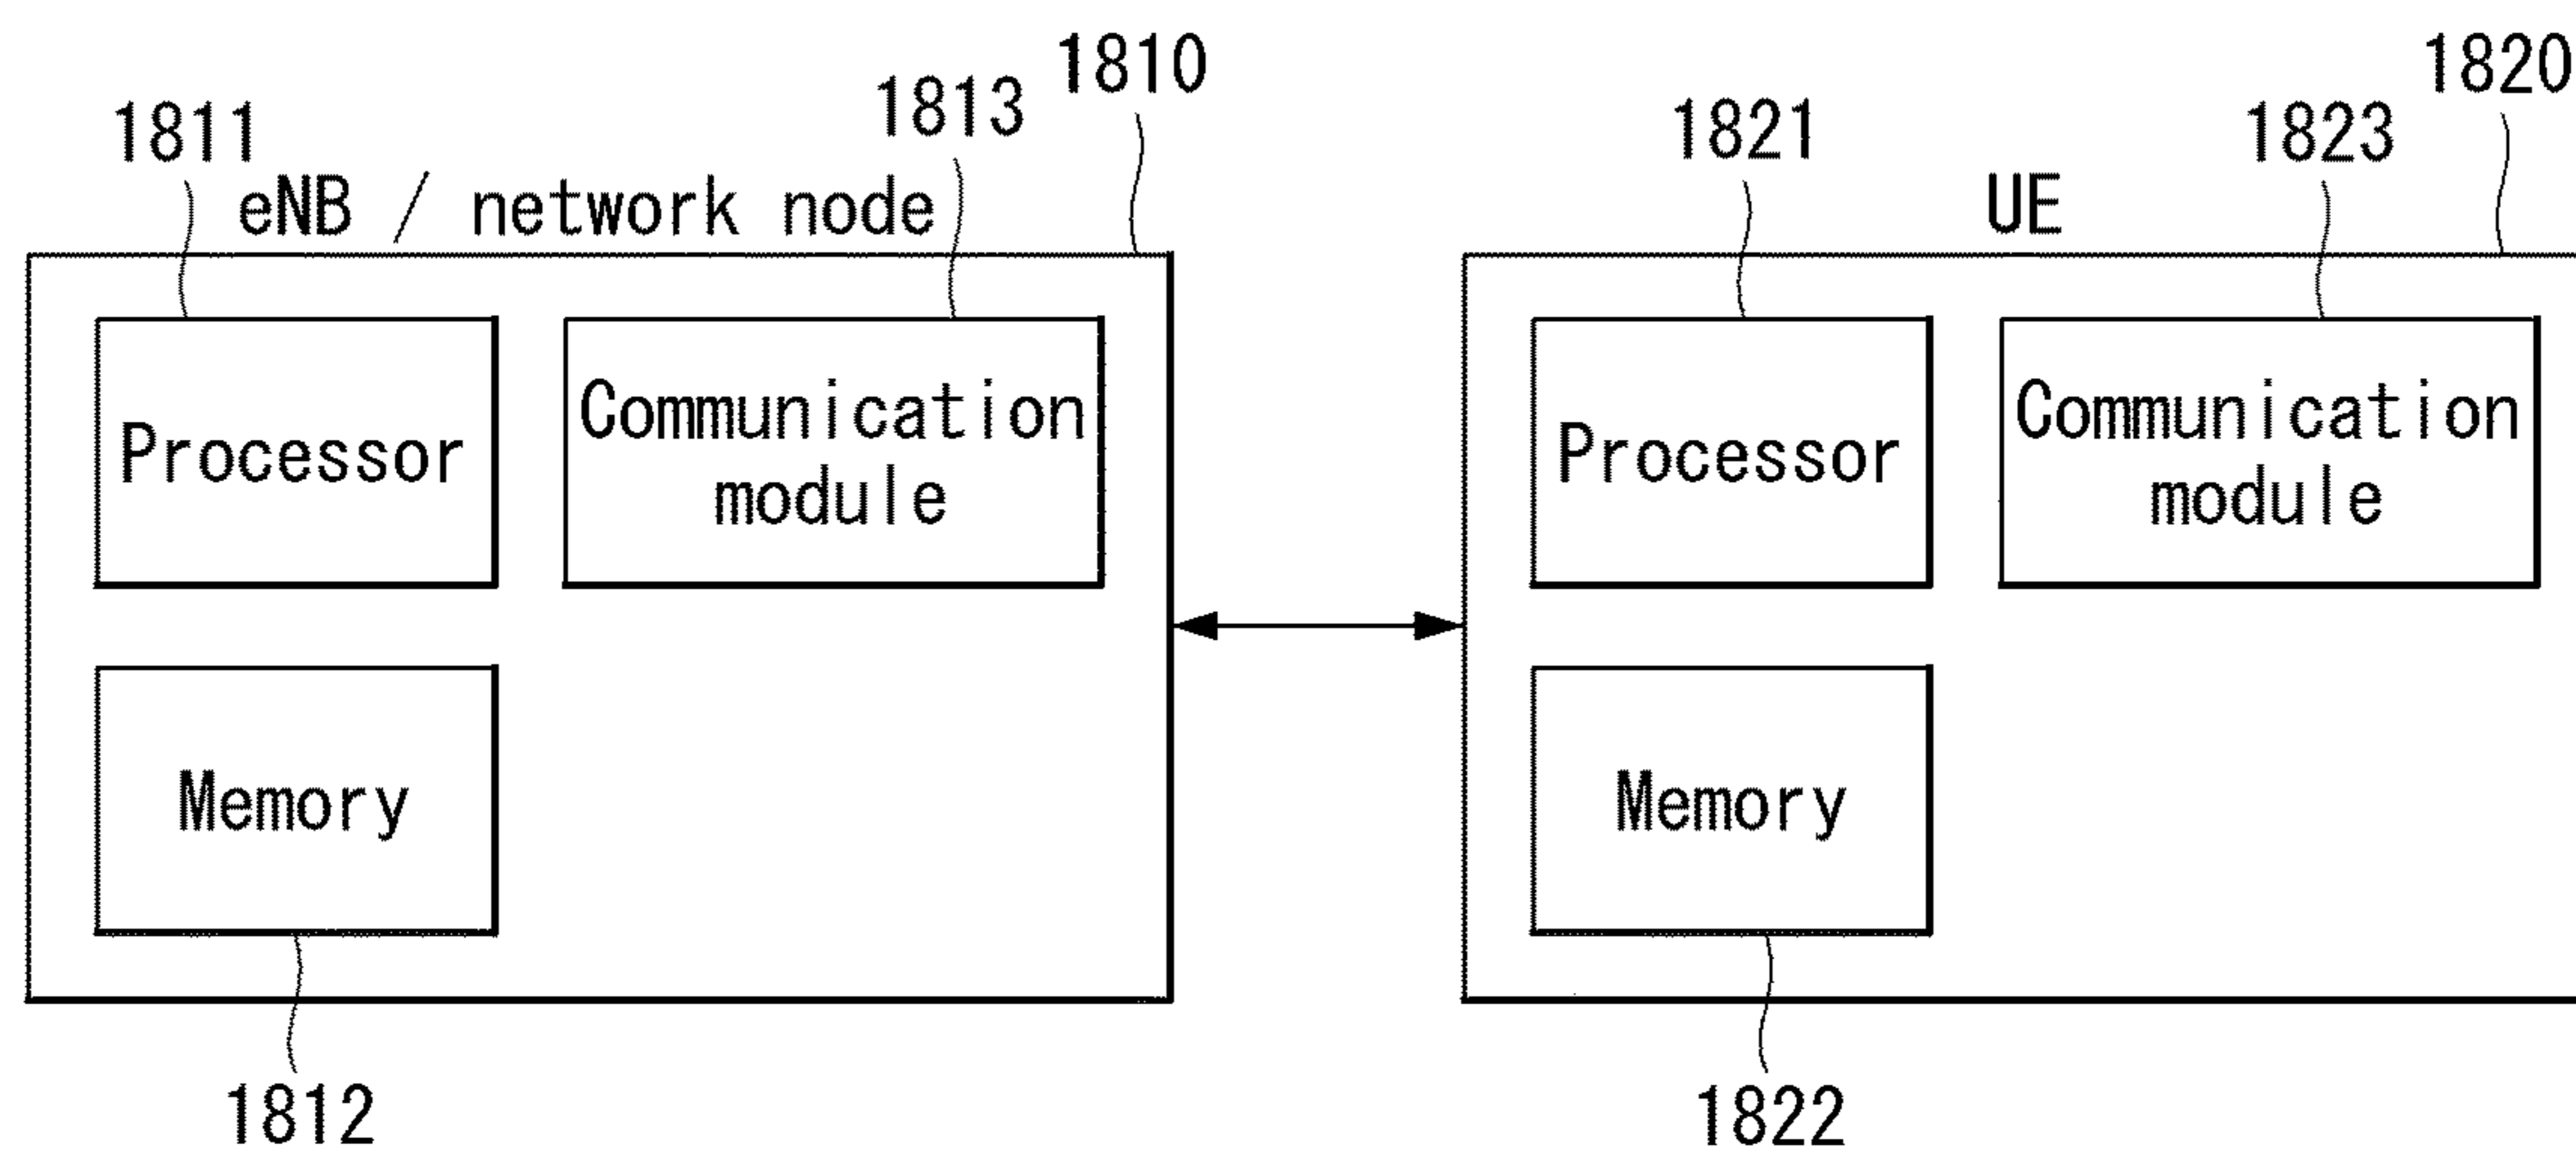 1810
1820
1811
1813
1821
1823
eNB / network node
UE
Processor
Communication
module
Processor
Communication
module
Memory
Memory
1812
1822